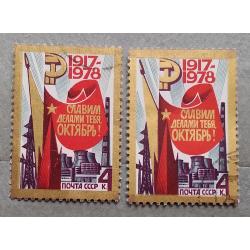 1917-
1978
СЛАВИМ
ДЕЛАМИ ТЕБЯ,
ОКТЯБРЬ!
ПОЧТА СССР 4 К.
1917-
1978
СЛАВИМ
ДЕЛАМИ ТЕБЯ,
ОКТЯБРЬ!
ПОЧТА СССР 4 К.